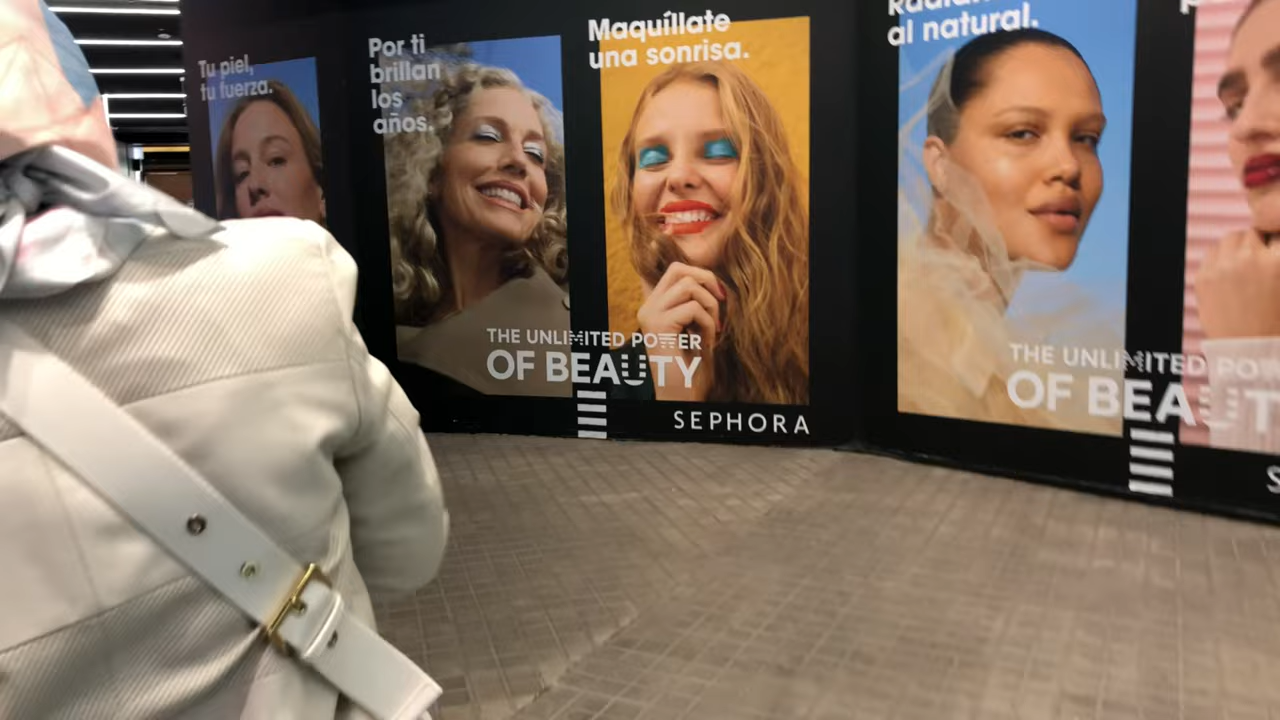 Tu piel,
tu fuerza.
Por ti
brillan
los
años.
Maquíllate
una sonrisa.
al natural.
THE UNLIMITED POWER
OF BEAUTY
SEPHORA
THE UNLIMITED
OF